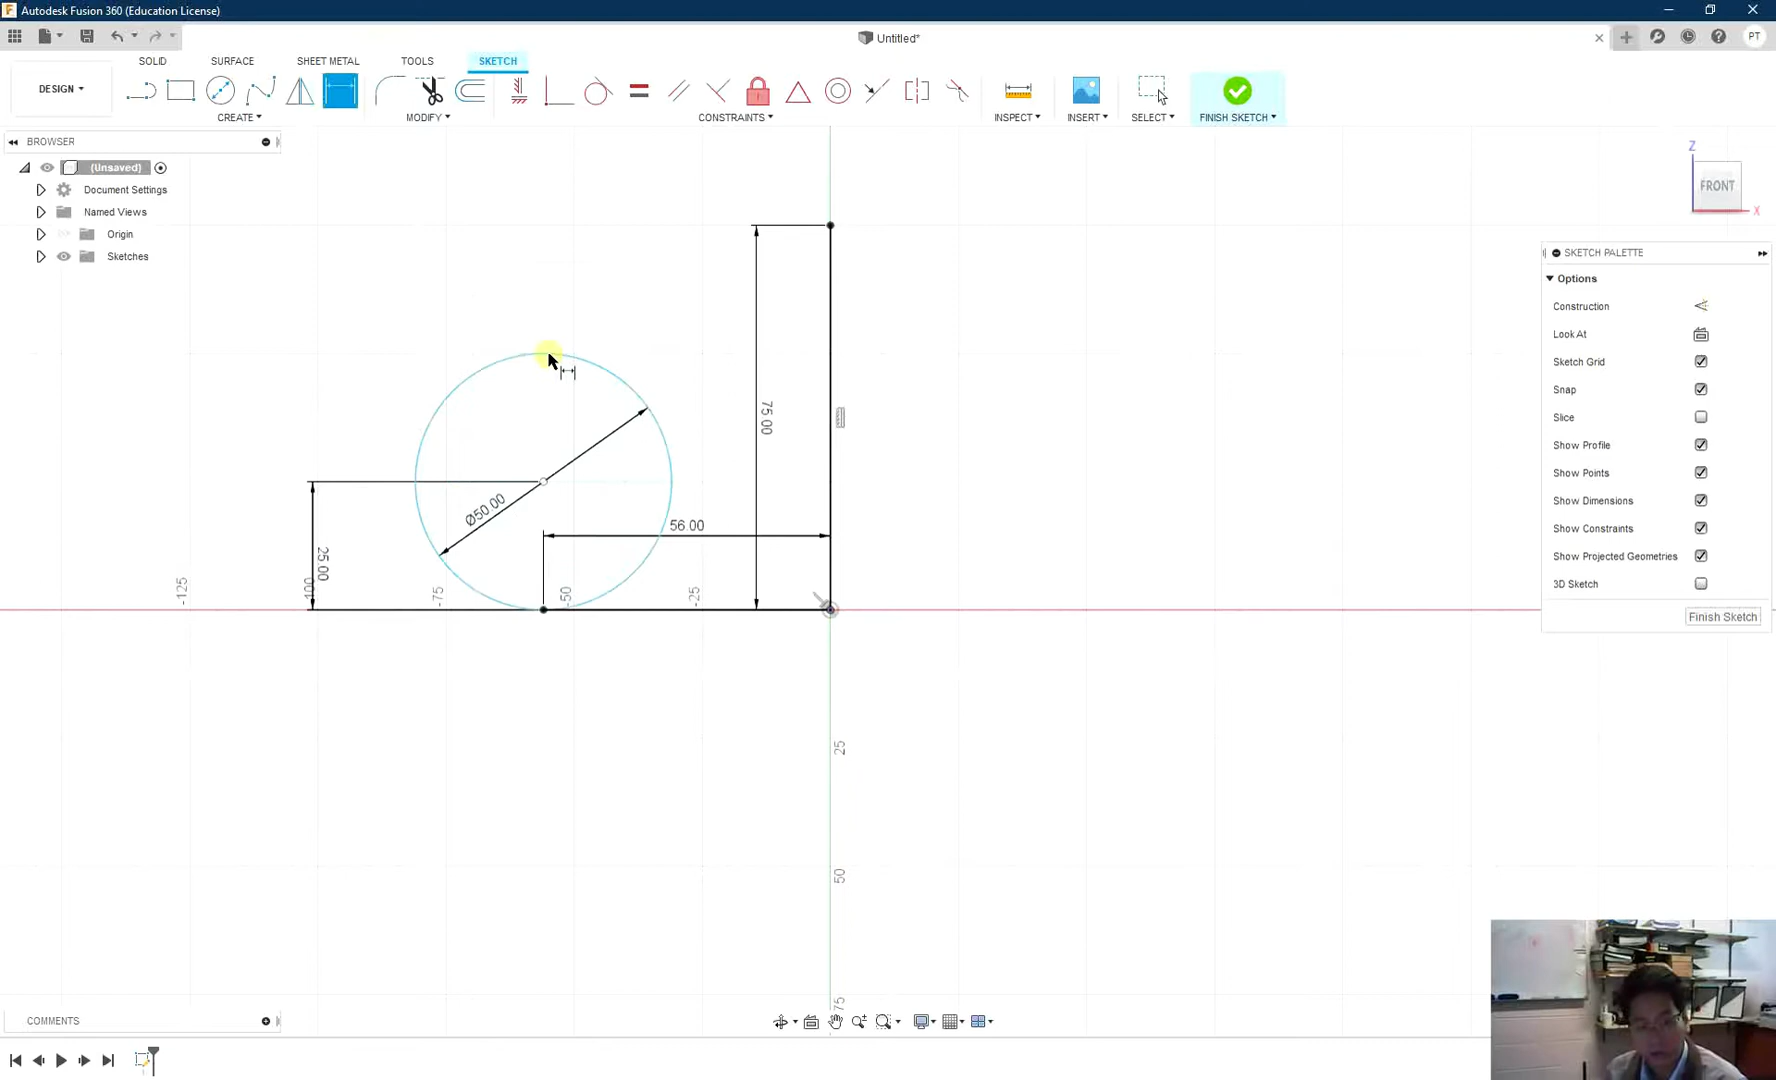 Autodesk Fusion 360 (Education License)
Untitled*
PT
DESIGN
SOLID
SURFACE
SHEET METAL
TOOLS
SKETCH
CREATE
MODIFY
CONSTRAINTS
INSPECT
INSERT
SELECT
FINISH SKETCH
BROWSER
(Unsaved)
Document Settings
Named Views
Origin
Sketches
Z
FRONT
X
SKETCH PALETTE
Options
Construction
Look At
Sketch Grid
Snap
Slice
Show Profile
Show Points
Show Dimensions
Show Constraints
Show Projected Geometries
3D Sketch
Finish Sketch
75.00
Ø50.00
56.00
25.00
-125
100
-75
-50
-25
25
50
75
COMMENTS